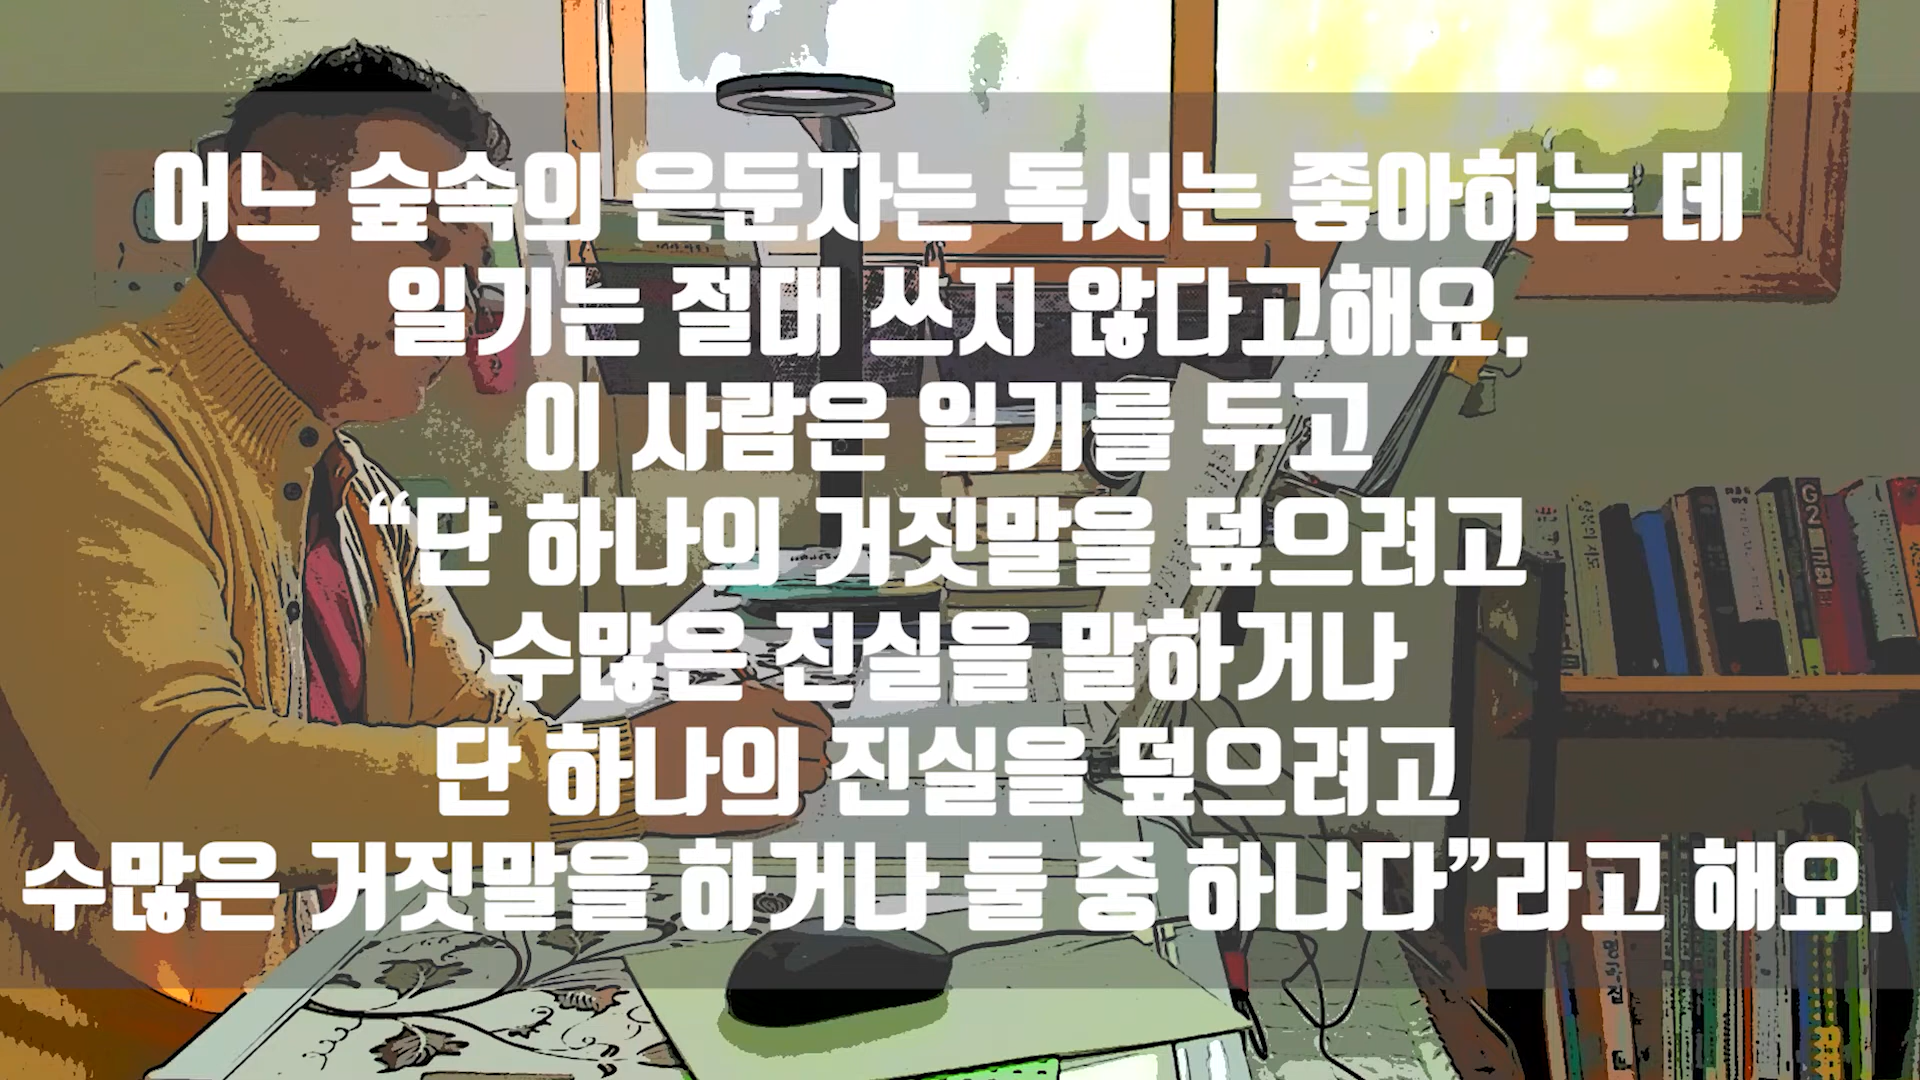 어느 숲속의 은둔자는 독서는 좋아하는 데
일기는 절대 쓰지 않다고해요.
이 사람은 일기를 두고
“단 하나의 거짓말을 덮으려고
수많은 진실을 말하거나
단 하나의 진실을 덮으려고
수많은 거짓말을 하거나 둘 중 하나다”라고 해요.
G2